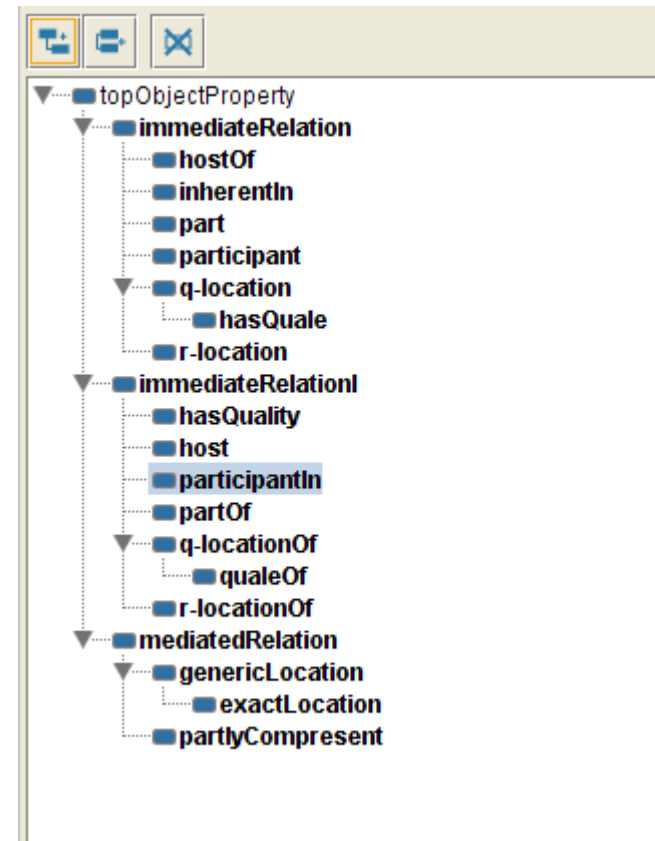 topObjectProperty
immediateRelation
hostOf
inherentIn
part
participant
q-location
hasQuale
r-location
immediateRelationI
hasQuality
host
participantIn
partOf
q-locationOf
qualeOf
r-locationOf
mediatedRelation
genericLocation
exactLocation
partlyCompresent